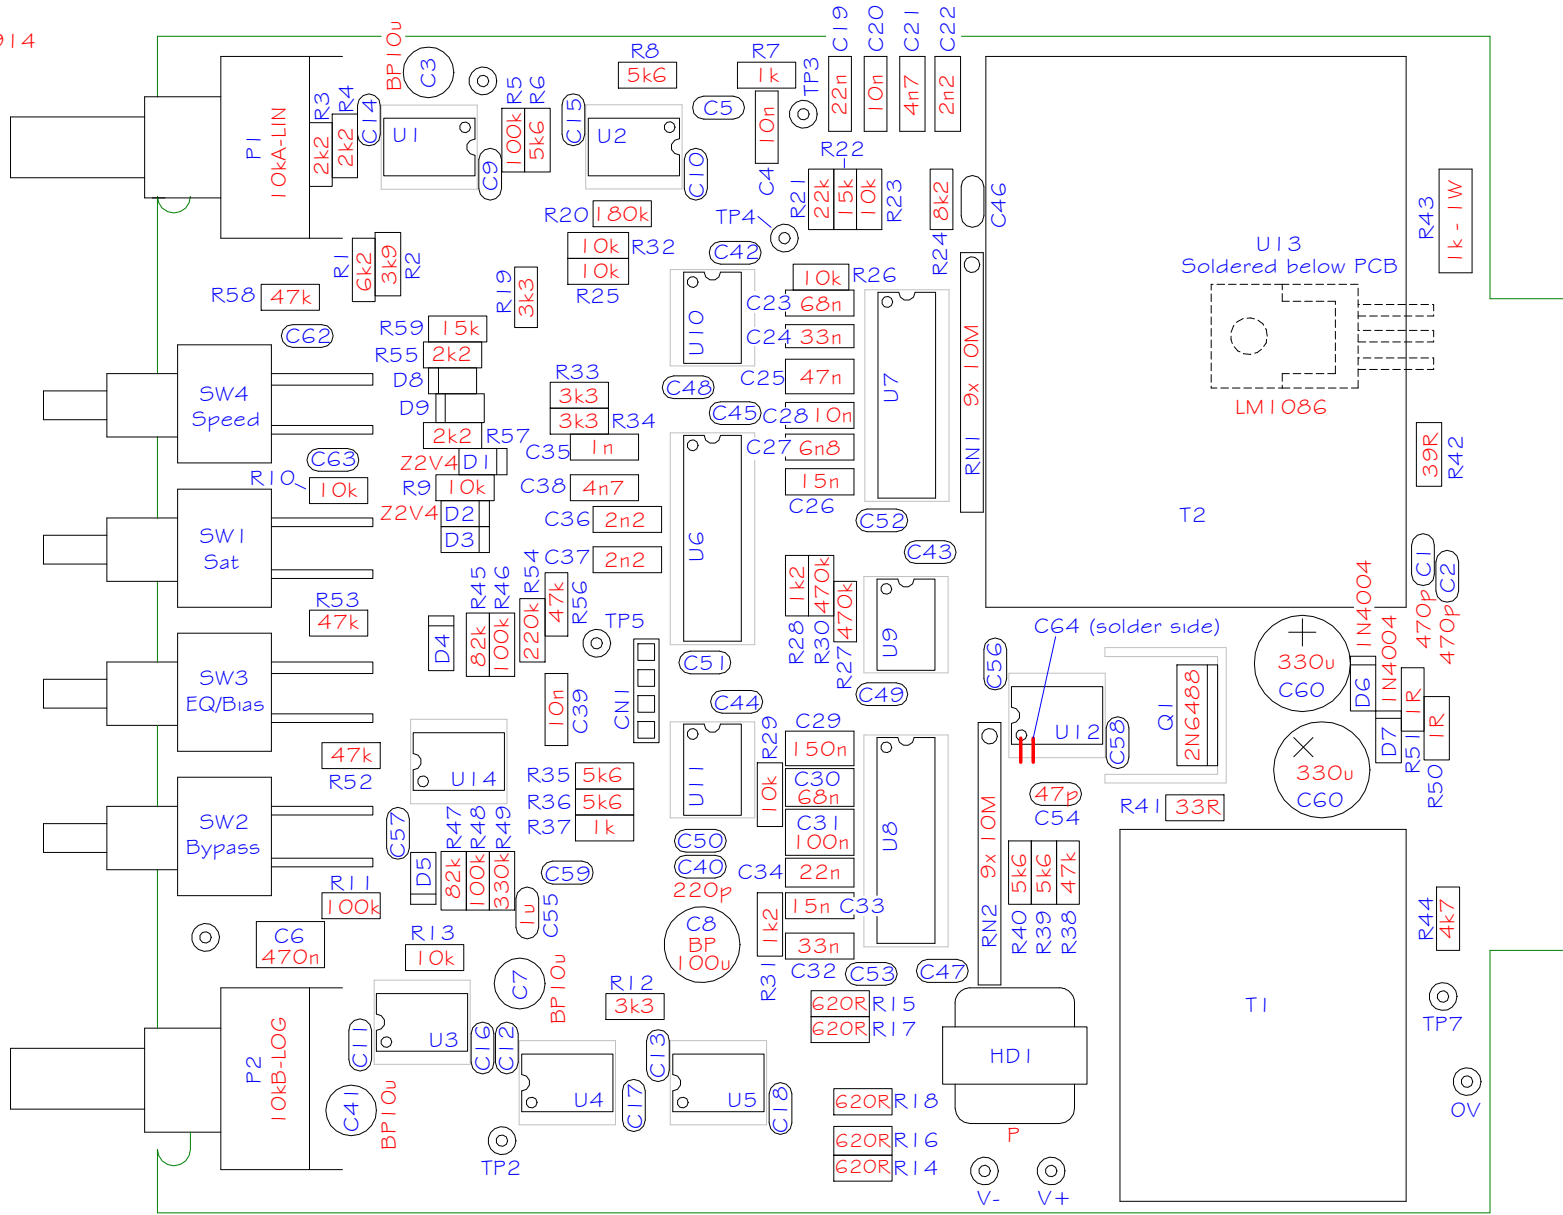 914
BP10u
C3
R8
5k6
R7
1k
TP3
C19
22n
C20
10n
C21
4n7
C22
2n2
P1
10kA-LIN
R3
2k2
R4
2k2
C14
U1
C9
R5
100k
R6
5k6
C15
U2
C5
C10
10n
C4
R22
R21
22k
15k
10k
R23
8k2
R24
C46
R43
1k-1W
R20
180k
TP4
R32
10k
10k
R25
C42
R1
6k2
3k9
R2
R58
47k
C62
R19
3k3
10k
R26
C23
68n
C24
33n
C25
47n
C28
10n
C27
6n8
15n
C26
U10
U7
RN1
9x 10M
U13
Soldered below PCB
LM1086
R59
15k
R55
2k2
D8
D9
2k2
R57
Z2V4
D1
R9
10k
Z2V4
D2
D3
R33
3k3
3k3
R34
C35
1n
C38
4n7
C36
2n2
C37
2n2
C48
C45
SW4
Speed
C63
R10
10k
SW1
Sat
R53
47k
U6
C52
C43
T2
39R
R42
C1
C2
470p
470p
R45
82k
R46
100k
R54
220k
47k
R56
D4
TP5
CN1
C51
C44
1k2
R28
470k
R30
470k
R27
U9
C49
C56
C64 (solder side)
U12
C58
Q1
2N6488
330u
C60
330u
C60
1N4004
D6
1N4004
D7
1R
R51
1R
R50
SW3
EQ/Bias
47k
R52
10n
C39
U14
R35
5k6
R36
5k6
R37
1k
U11
R29
10k
C29
150n
C30
68n
C31
100n
C34
22n
15n
C33
33n
C32
U8
RN2
9x 10M
47p
C54
R41
33R
SW2
Bypass
C57
D5
R47
82k
R48
100k
R49
330k
C59
1u
C55
C50
C40
220p
C8
BP
100u
1k2
R31
5k6
R40
5k6
R39
47k
R38
R11
100k
C6
470n
R13
10k
C7
BP10u
R12
3k3
C53
C47
620R
R15
620R
R17
HD1
P
T1
R44
4k7
TP7
0V
P2
10kB-LOG
C11
U3
C16
C12
C41
BP10u
U4
C17
C13
U5
C18
TP2
620R
R18
620R
R16
620R
R14
V-
V+